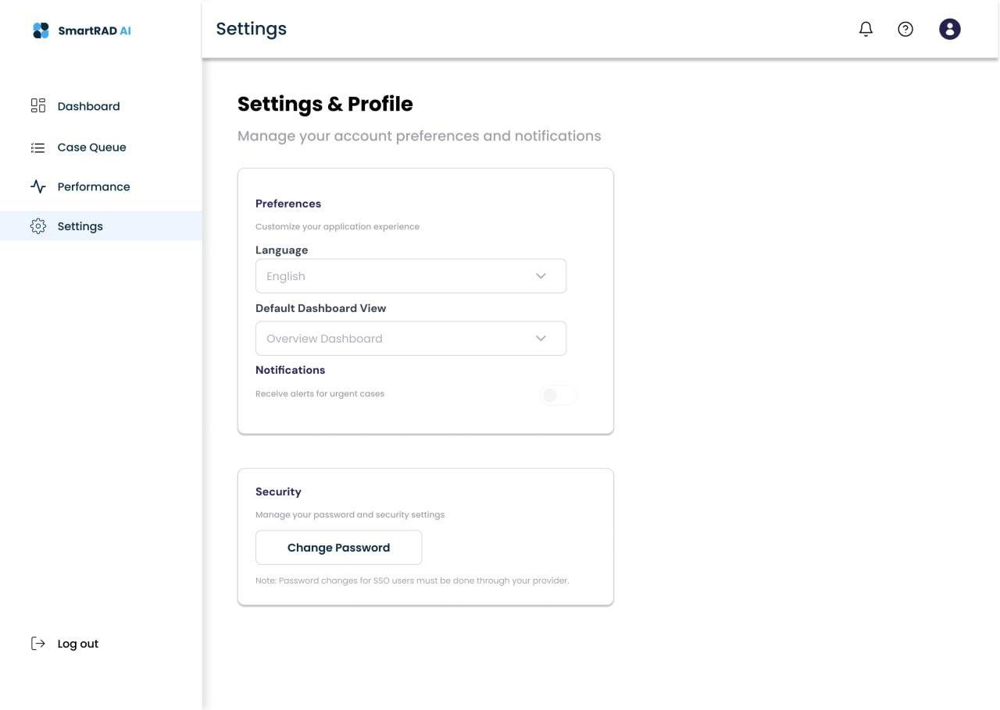 SmartRAD AI
Settings
Dashboard
Case Queue
Performance
Settings
Log out
Settings & Profile
Manage your account preferences and notifications
Preferences
Customize your application experience
Language
English
Default Dashboard View
Overview Dashboard
Notifications
Receive alerts for urgent cases
Security
Manage your password and security settings
Change Password
Note: Password changes for SSO users must be done through your provider.